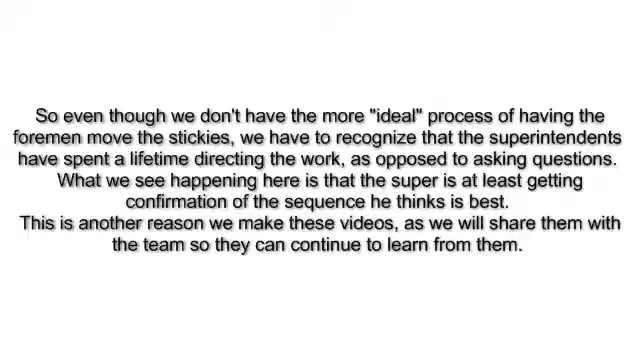 So even though we don't have the more "ideal" process of having the
foremen move the stickies, we have to recognize that the superintendents
have spent a lifetime directing the work, as opposed to asking questions.
What we see happening here is that the super is at least getting
confirmation of the sequence he thinks is best.
This is another reason we make these videos, as we will share them with
the team so they can continue to learn from them.